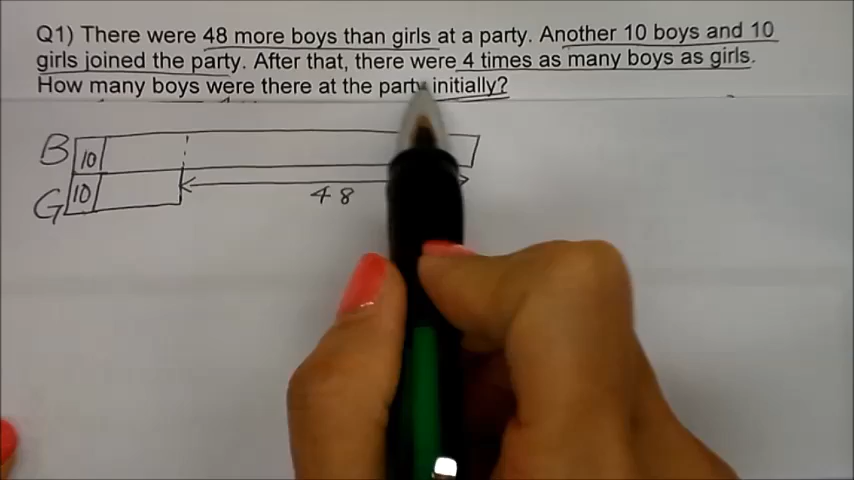 Q1) There were 48 more boys than girls at a party. Another 10 boys and 10
girls joined the party. After that, there were 4 times as many boys as girls.
How many boys were there at the party initially?
B 10
G 10
48